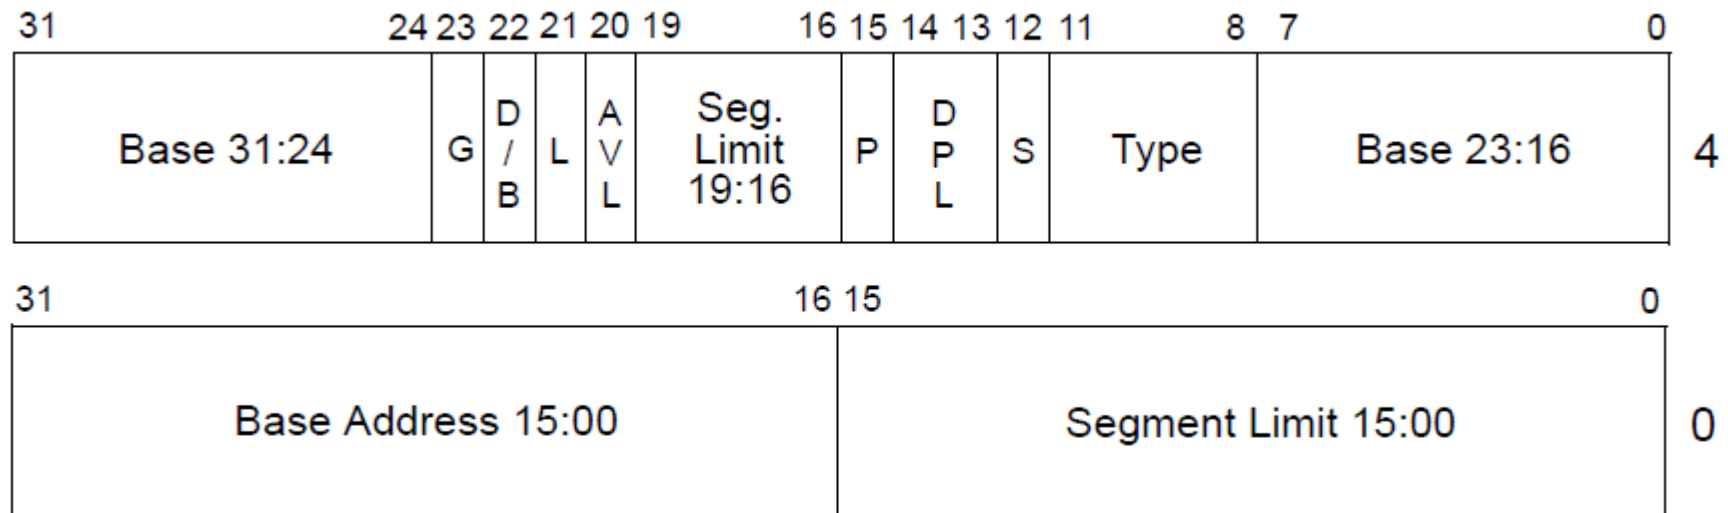 31 24 23 22 21 20 19 16 15 14 13 12 11 8 7 0
Base 31:24 G D/B L AVL Seg. Limit 19:16 P DPL S Type Base 23:16 4
31 16 15 0
Base Address 15:00 Segment Limit 15:00 0